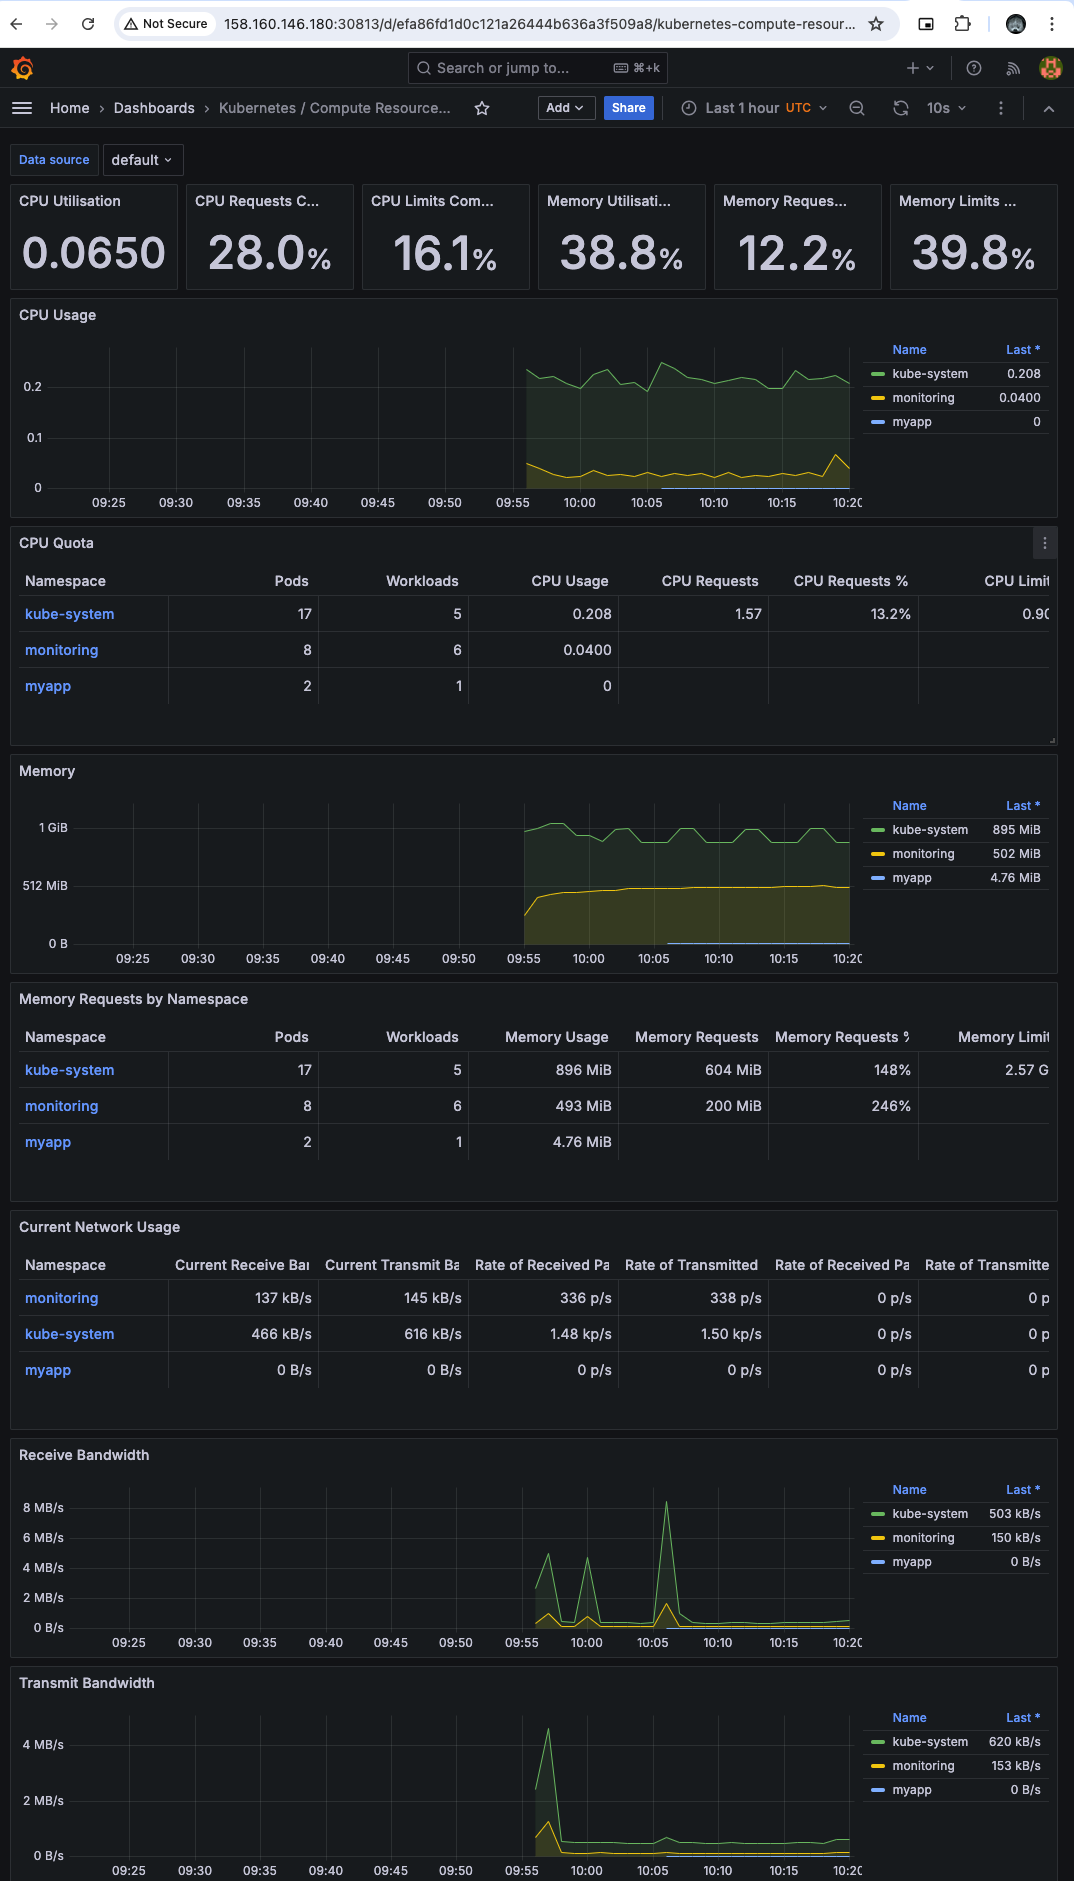 Not Secure 158.160.146.180:30813/d/efa86fd1d0c121a26444b636a3f509a8/kubernetes-compute-resour...
Search or jump to... ⌘+k
Home › Dashboards › Kubernetes / Compute Resource... Add Share Last 1 hour UTC 10s
Data source default
CPU Utilisation CPU Requests C... CPU Limits Com... Memory Utilisati... Memory Reques... Memory Limits ...
0.0650 28.0% 16.1% 38.8% 12.2% 39.8%
CPU Usage
Name Last *
kube-system 0.208
monitoring 0.0400
myapp 0
0.2
0.1
0
09:25 09:30 09:35 09:40 09:45 09:50 09:55 10:00 10:05 10:10 10:15 10:20
CPU Quota
Namespace Pods Workloads CPU Usage CPU Requests CPU Requests % CPU Limit
kube-system 17 5 0.208 1.57 13.2% 0.90
monitoring 8 6 0.0400
myapp 2 1 0
Memory
Name Last *
kube-system 895 MiB
monitoring 502 MiB
myapp 4.76 MiB
1 GiB
512 MiB
0 B
09:25 09:30 09:35 09:40 09:45 09:50 09:55 10:00 10:05 10:10 10:15 10:20
Memory Requests by Namespace
Namespace Pods Workloads Memory Usage Memory Requests Memory Requests % Memory Limit
kube-system 17 5 896 MiB 604 MiB 148% 2.57 G
monitoring 8 6 493 MiB 200 MiB 246%
myapp 2 1 4.76 MiB
Current Network Usage
Namespace Current Receive Bar Current Transmit Ba Rate of Received Pa Rate of Transmitted Rate of Received Pa Rate of Transmitte
monitoring 137 kB/s 145 kB/s 336 p/s 338 p/s 0 p/s 0 p
kube-system 466 kB/s 616 kB/s 1.48 kp/s 1.50 kp/s 0 p/s 0 p
myapp 0 B/s 0 B/s 0 p/s 0 p/s 0 p/s 0 p
Receive Bandwidth
Name Last *
kube-system 503 kB/s
monitoring 150 kB/s
myapp 0 B/s
8 MB/s
6 MB/s
4 MB/s
2 MB/s
0 B/s
09:25 09:30 09:35 09:40 09:45 09:50 09:55 10:00 10:05 10:10 10:15 10:20
Transmit Bandwidth
Name Last *
kube-system 620 kB/s
monitoring 153 kB/s
myapp 0 B/s
4 MB/s
2 MB/s
0 B/s
09:25 09:30 09:35 09:40 09:45 09:50 09:55 10:00 10:05 10:10 10:15 10:20